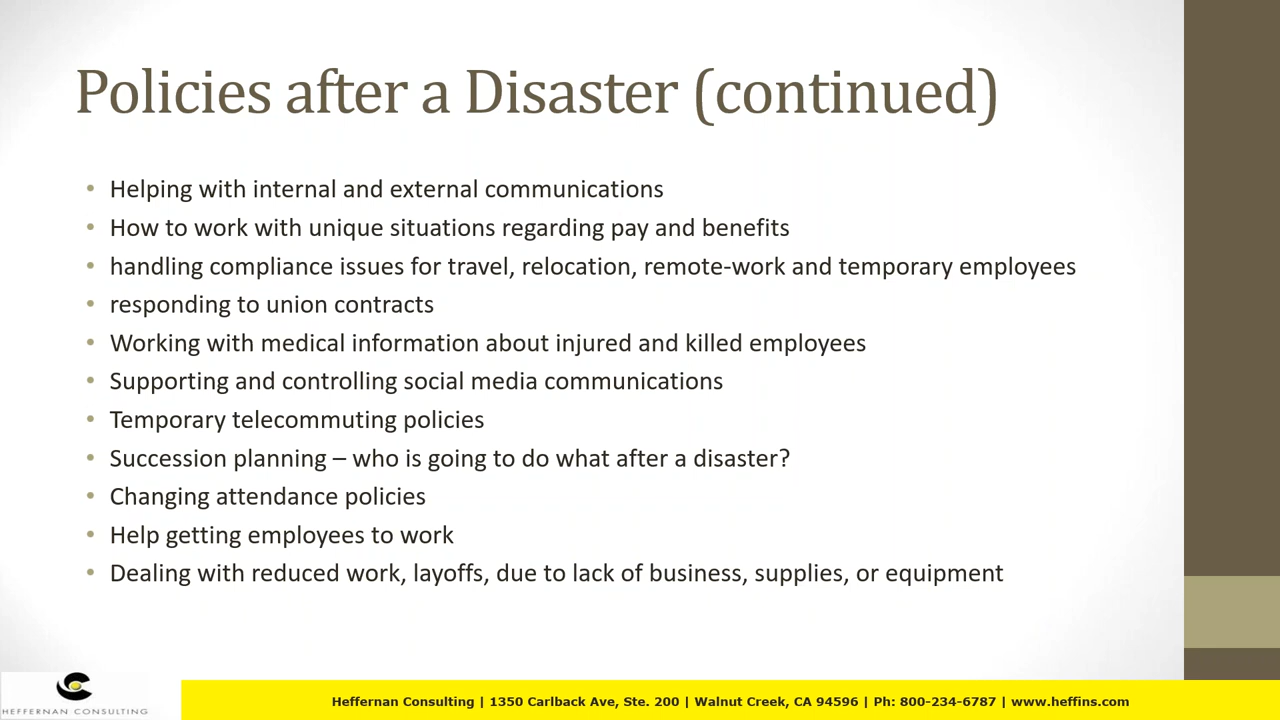 Policies after a Disaster (continued)
• Helping with internal and external communications
• How to work with unique situations regarding pay and benefits
• handling compliance issues for travel, relocation, remote-work and temporary employees
• responding to union contracts
• Working with medical information about injured and killed employees
• Supporting and controlling social media communications
• Temporary telecommuting policies
• Succession planning – who is going to do what after a disaster?
• Changing attendance policies
• Help getting employees to work
• Dealing with reduced work, layoffs, due to lack of business, supplies, or equipment
HEFFERNAN CONSULTING
Heffernan Consulting | 1350 Carlback Ave, Ste. 200 | Walnut Creek, CA 94596 | Ph: 800-234-6787 | www.heffins.com